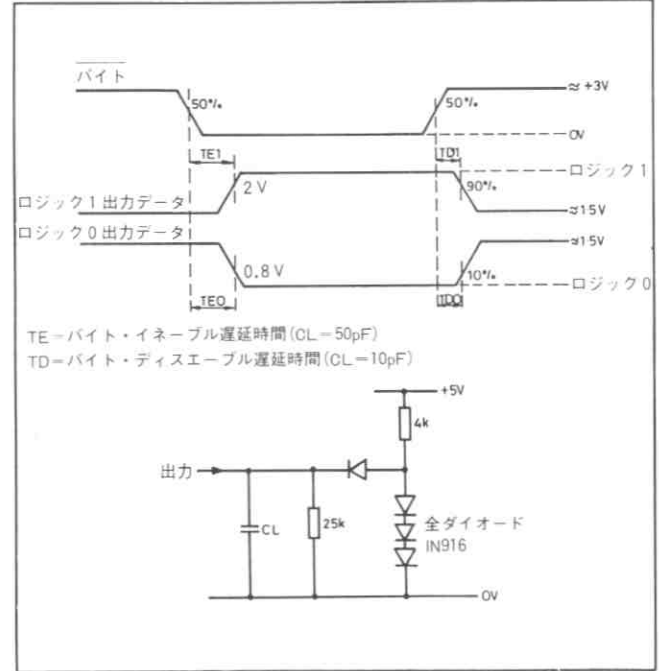 バイト
50%
50%
≈+3V
0V
TE1
TD1
ロジック1
2V
90%
ロジック1出力データ
≈15V
ロジック0出力データ
≈15V
0.8V
10%
ロジック0
TE0
TD0
TE=バイト・イネーブル遅延時間(CL=50pF)
TD=バイト・ディスエーブル遅延時間(CL=10pF)
+5V
4k
出力
CL
25k
全ダイオード
IN916
0V